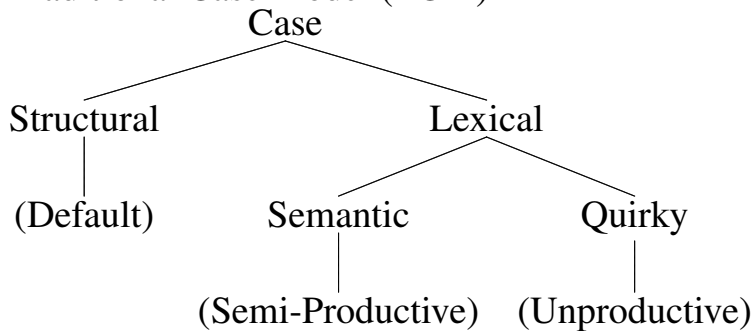 Case
Structural Lexical
(Default) Semantic Quirky
(Semi-Productive) (Unproductive)